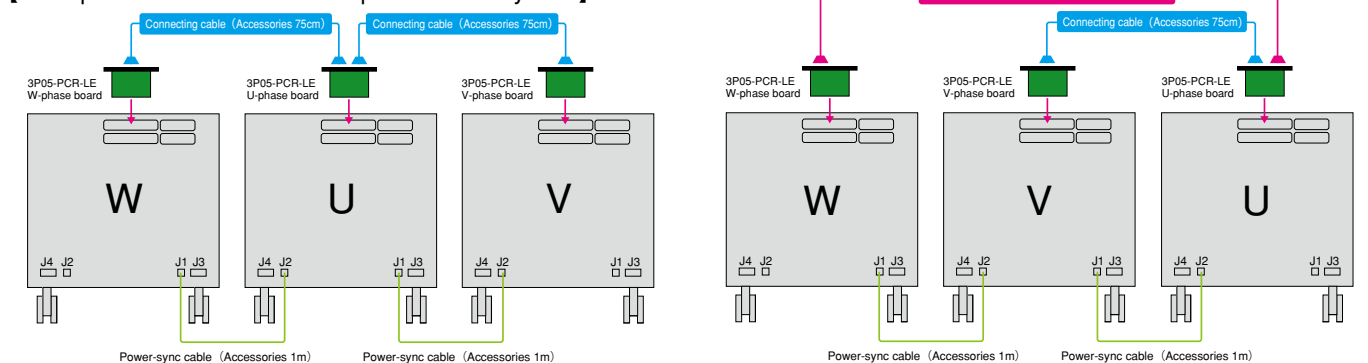 Connecting cable (Accessories 75cm)
Connecting cable (Accessories 75cm)
3P05-PCR-LE
W-phase board
3P05-PCR-LE
U-phase board
3P05-PCR-LE
V-phase board
W
U
V
J4 J2
J1 J3
J4 J2
J1 J3
J4 J2
J1 J3
Power-sync cable (Accessories 1m)
Power-sync cable (Accessories 1m)
Connecting cable (Accessories 75cm)
3P05-PCR-LE
W-phase board
3P05-PCR-LE
V-phase board
3P05-PCR-LE
U-phase board
W
V
U
J4 J2
J1 J3
J4 J2
J1 J3
J4 J2
J1 J3
Power-sync cable (Accessories 1m)
Power-sync cable (Accessories 1m)